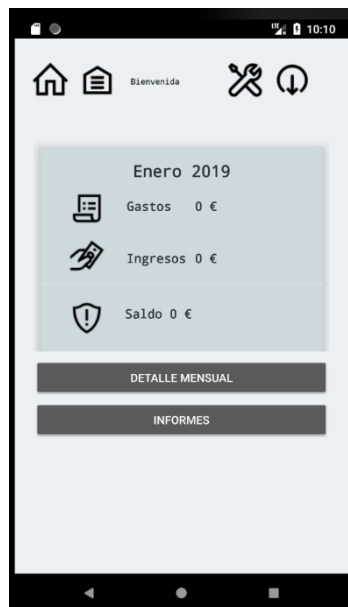 10:10
Bienvenida
Enero 2019
Gastos 0 €
Ingresos 0 €
Saldo 0 €
DETALLE MENSUAL
INFORMES